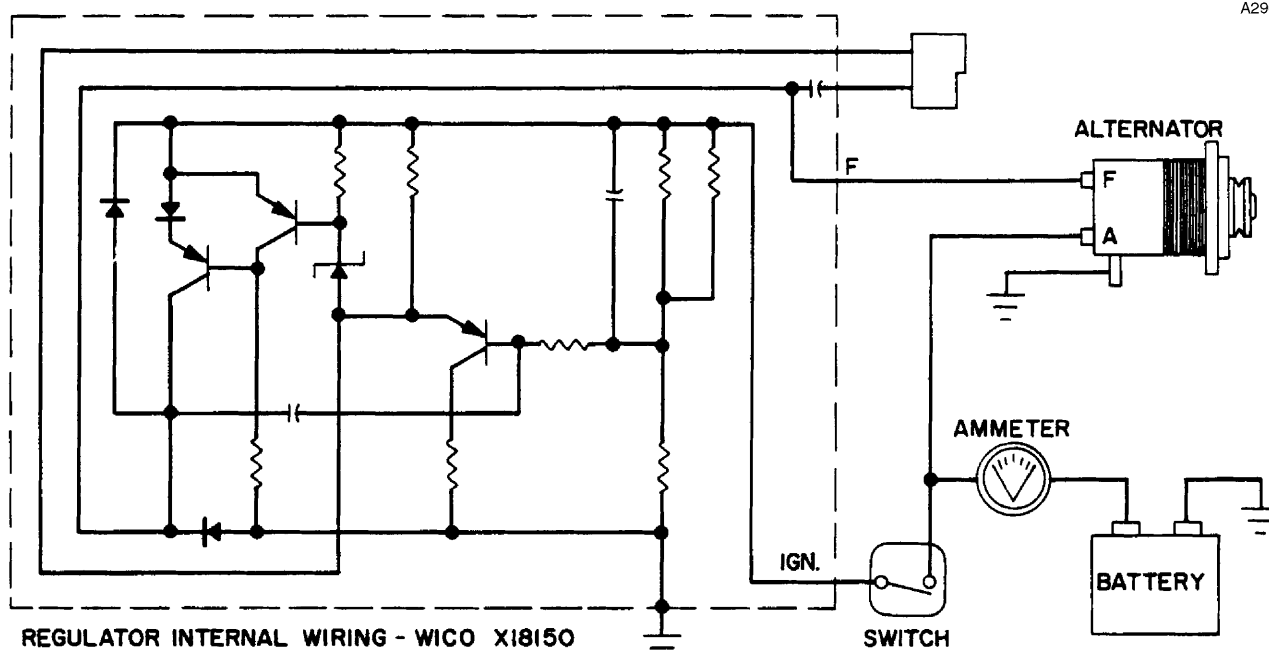 A29
ALTERNATOR
F
F
A
AMMETER
IGN.
BATTERY
REGULATOR INTERNAL WIRING - WICO X18150
SWITCH